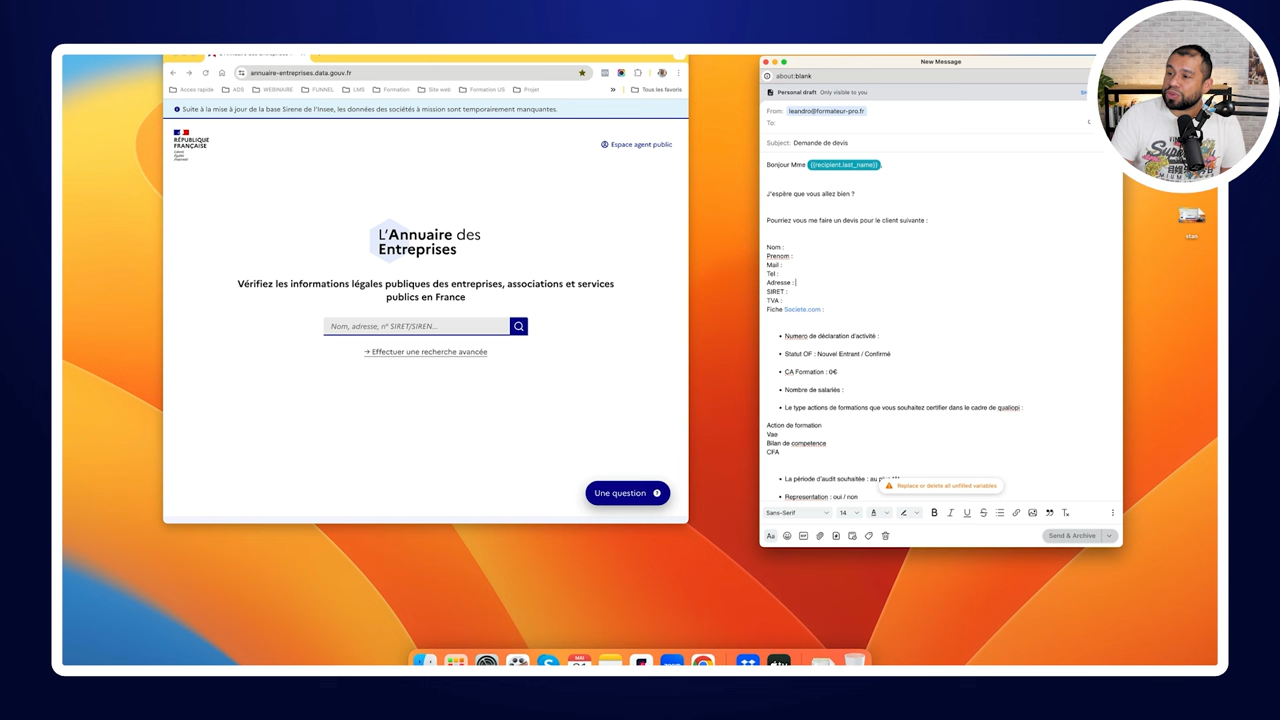 annuaire-entreprises.data.gouv.fr
Acces rapide
ADS
WEBINAIRE
FUNNEL
LMS
Formation
Site web
Formation US
Projet
»
Tous les favoris
Suite à la mise à jour de la base Sirene de l'Insee, les données des sociétés à mission sont temporairement manquantes.
RÉPUBLIQUE
FRANÇAISE
Espace agent public
L'Annuaire des
Entreprises
Vérifiez les informations légales publiques des entreprises, associations et services
publics en France
Nom, adresse, n° SIRET/SIREN...
→ Effectuer une recherche avancée
Une question
New Message
about:blank
Personal draft Only visible to you
From: leandro@formateur-pro.fr
To:
Subject: Demande de devis
Bonjour Mme {{recipient.last_name}}
J'espère que vous allez bien ?
Pourriez vous me faire un devis pour le client suivante :
Nom :
Prenom :
Mail :
Tel :
Adresse :
SIRET :
TVA :
Fiche Societe.com :
• Numero de déclaration d'activité :
• Statut OF : Nouvel Entrant / Confirmé
• CA Formation : 0€
• Nombre de salariés :
• Le type actions de formations que vous souhaitez certifier dans le cadre de qualiopi :
Action de formation
Vae
Bilan de competence
CFA
• La période d'audit souhaitée : au
Replace or delete all unfilled variables
• Representation : oui / non
Sans-Serif
14
A
B
I
U
S
Aa
Send & Archive
MAI
stan